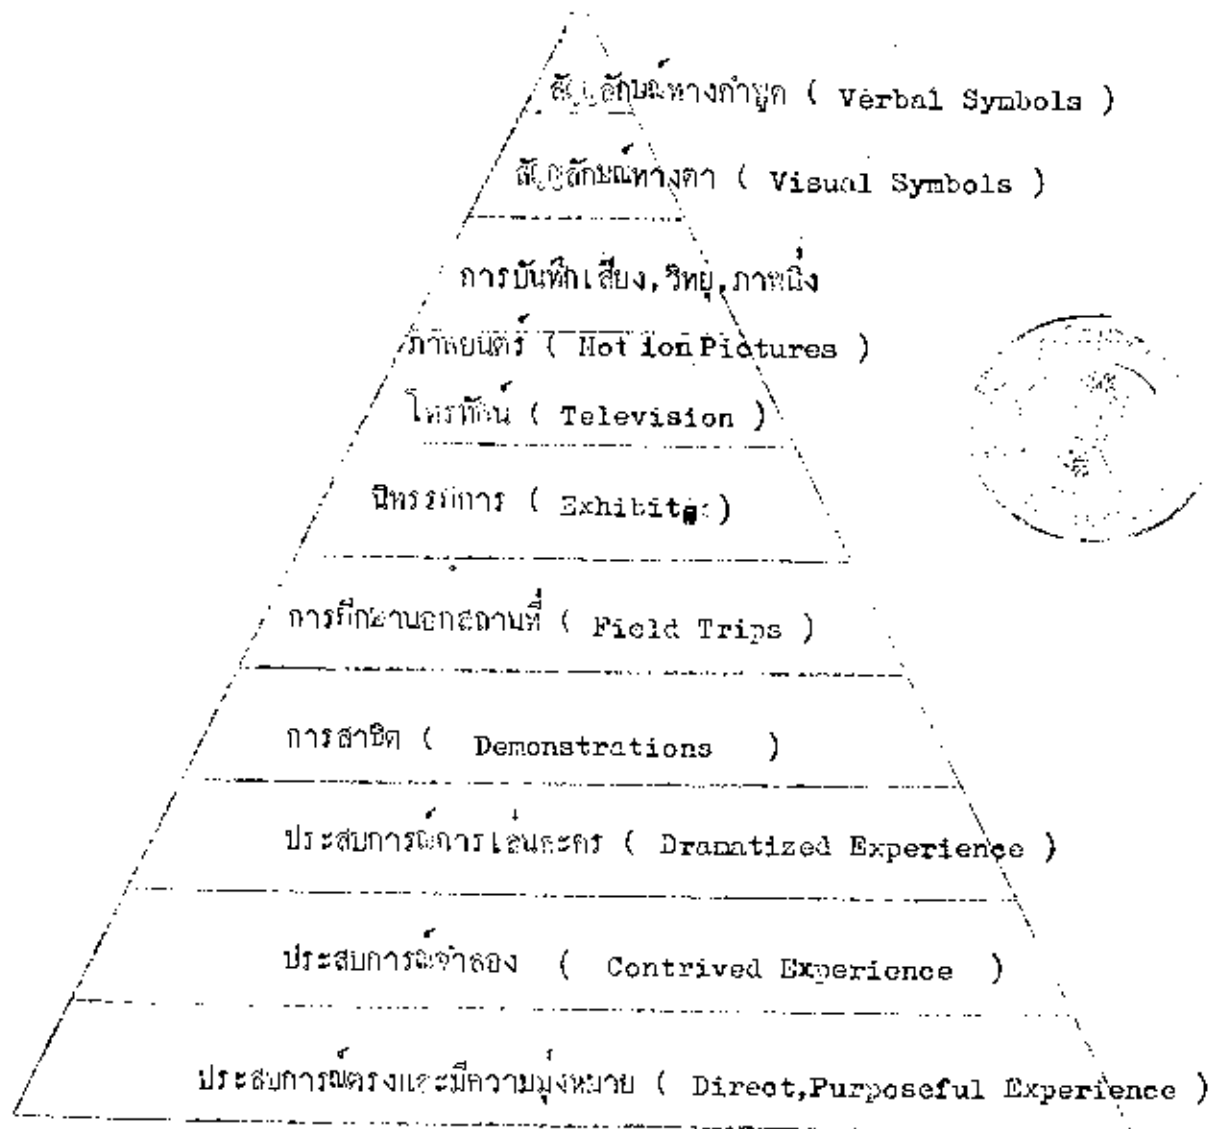 สัญลักษณ์ทางคำพูด ( Verbal Symbols )
สัญลักษณ์ทางตา ( Visual Symbols )
การบันทึกเสียง,วิทยุ,ภาพนิ่ง
ภาพยนตร์ ( Motion Pictures )
โทรทัศน์ ( Television )
นิทรรศการ ( Exhibits )
การศึกษานอกสถานที่ ( Field Trips )
การสาธิต ( Demonstrations )
ประสบการณ์การเล่นละคร ( Dramatized Experience )
ประสบการณ์จำลอง ( Contrived Experience )
ประสบการณ์ตรงและมีความมุ่งหมาย ( Direct,Purposeful Experience )